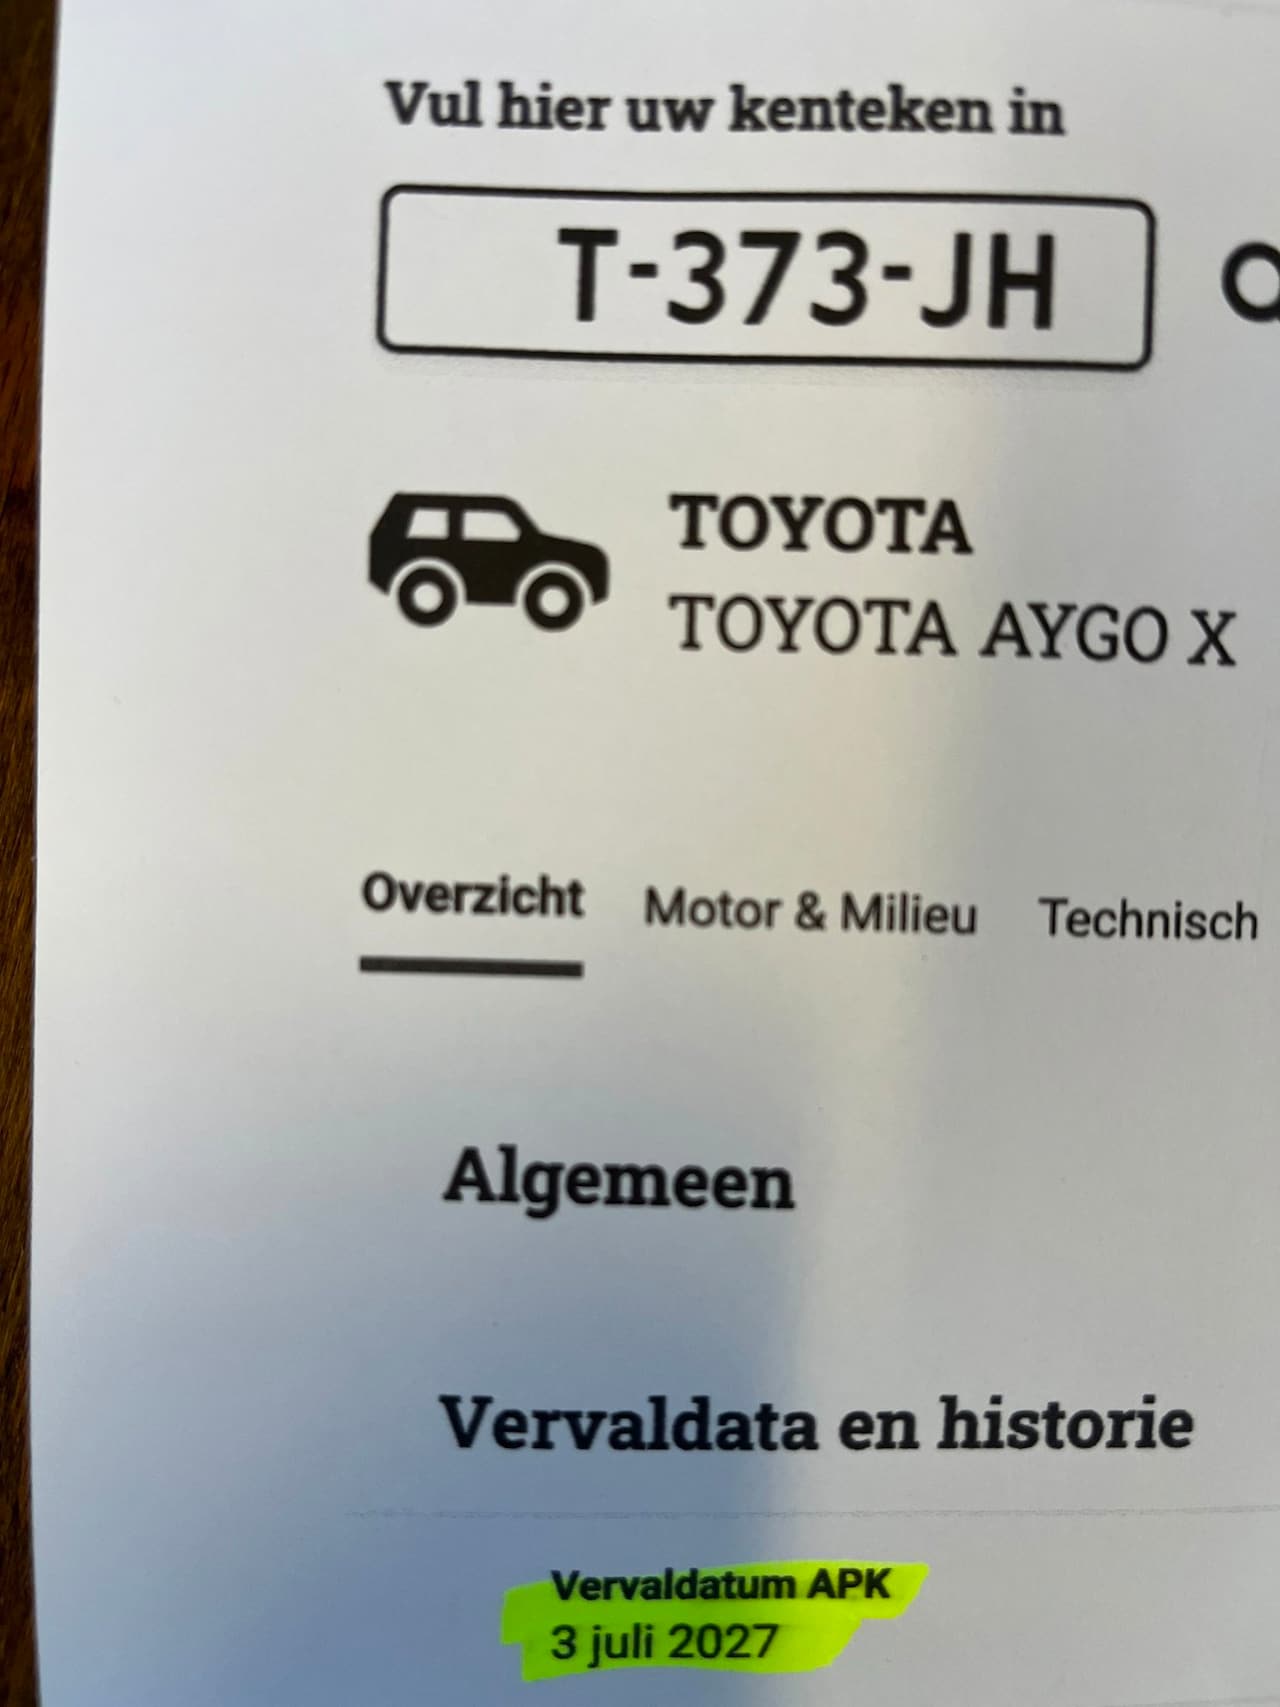 Vul hier uw kenteken in
T-373-JH
TOYOTA
TOYOTA AYGO X
Overzicht Motor & Milieu Technisch
Algemeen
Vervaldata en historie
Vervaldatum APK
3 juli 2027